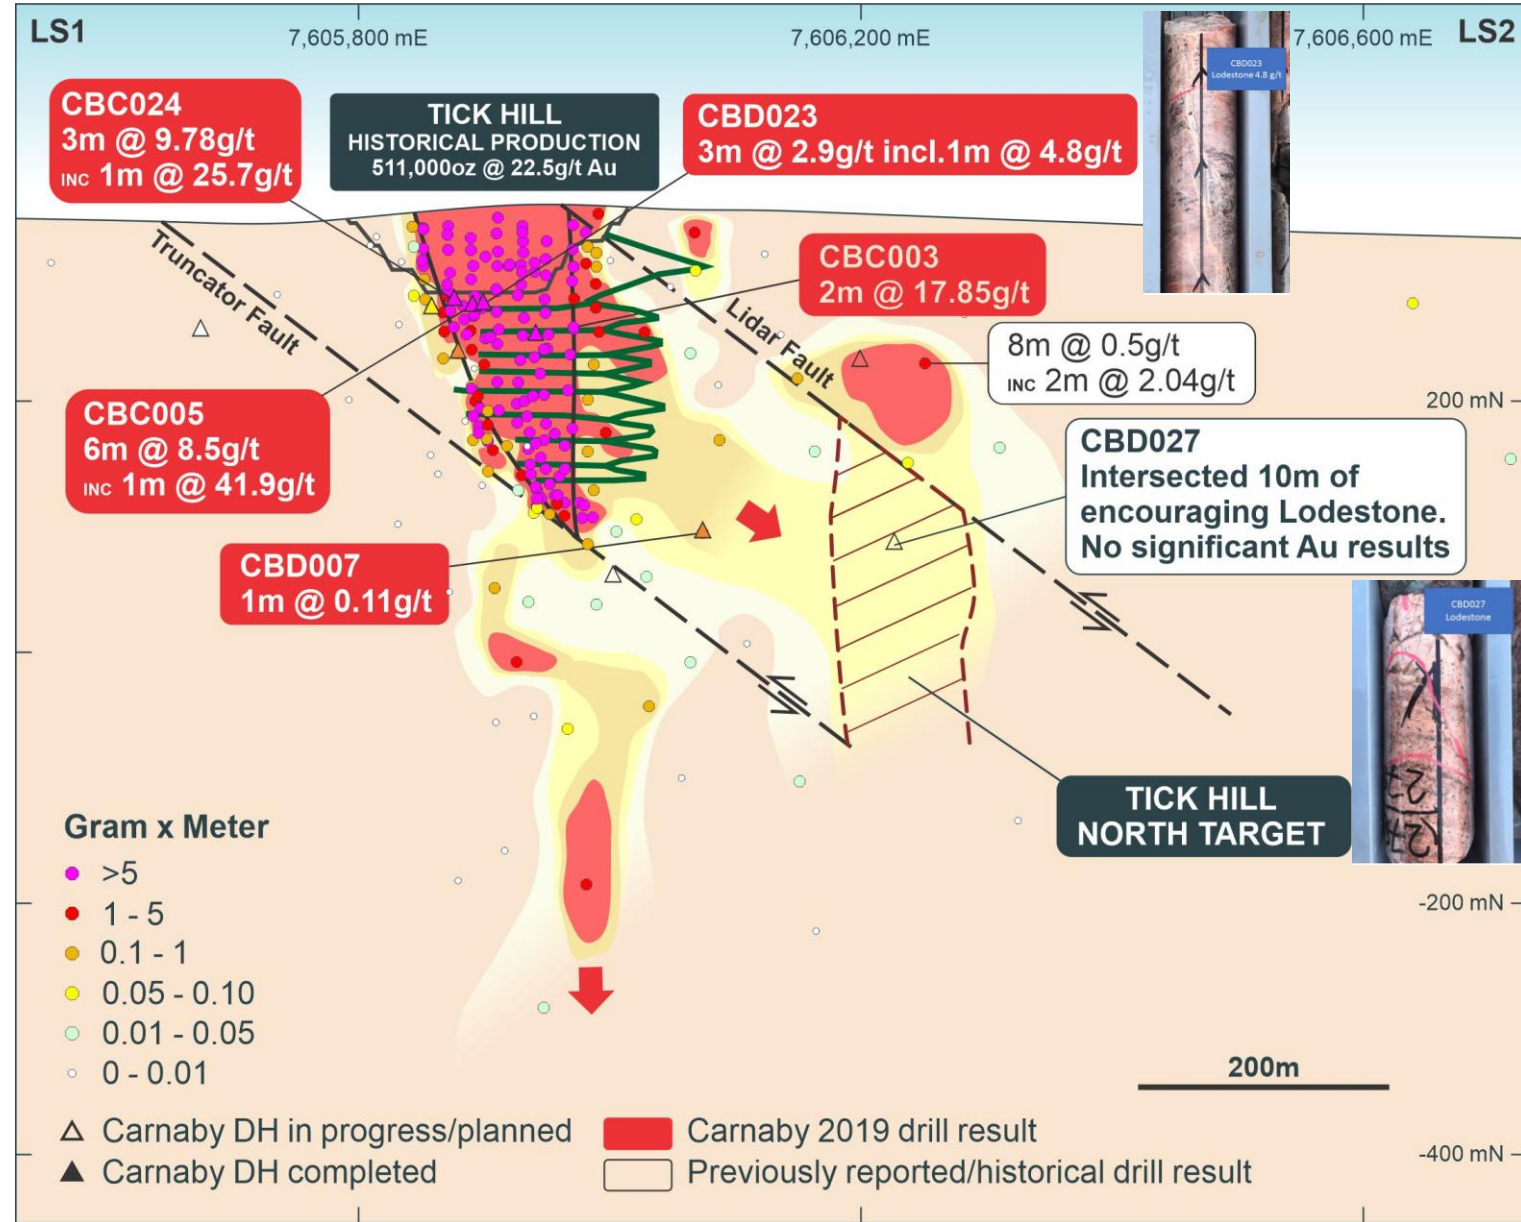 LS1
7,605,800 mE
7,606,200 mE
7,606,600 mE
LS2
CBC024
3m @ 9.78g/t
INC 1m @ 25.7g/t
TICK HILL
HISTORICAL PRODUCTION
511,000oz @ 22.5g/t Au
CBD023
3m @ 2.9g/t incl.1m @ 4.8g/t
CBD023
Lodestone 4.8 g/t
Truncator Fault
CBC003
2m @ 17.85g/t
Lidar Fault
8m @ 0.5g/t
INC 2m @ 2.04g/t
200 mN
CBC005
6m @ 8.5g/t
INC 1m @ 41.9g/t
CBD027
Intersected 10m of
encouraging Lodestone.
No significant Au results
CBD007
1m @ 0.11g/t
CBD027
Lodestone
TICK HILL
NORTH TARGET
Gram x Meter
>5
1 - 5
0.1 - 1
0.05 - 0.10
0.01 - 0.05
0 - 0.01
-200 mN
200m
Carnaby DH in progress/planned
Carnaby DH completed
Carnaby 2019 drill result
Previously reported/historical drill result
-400 mN